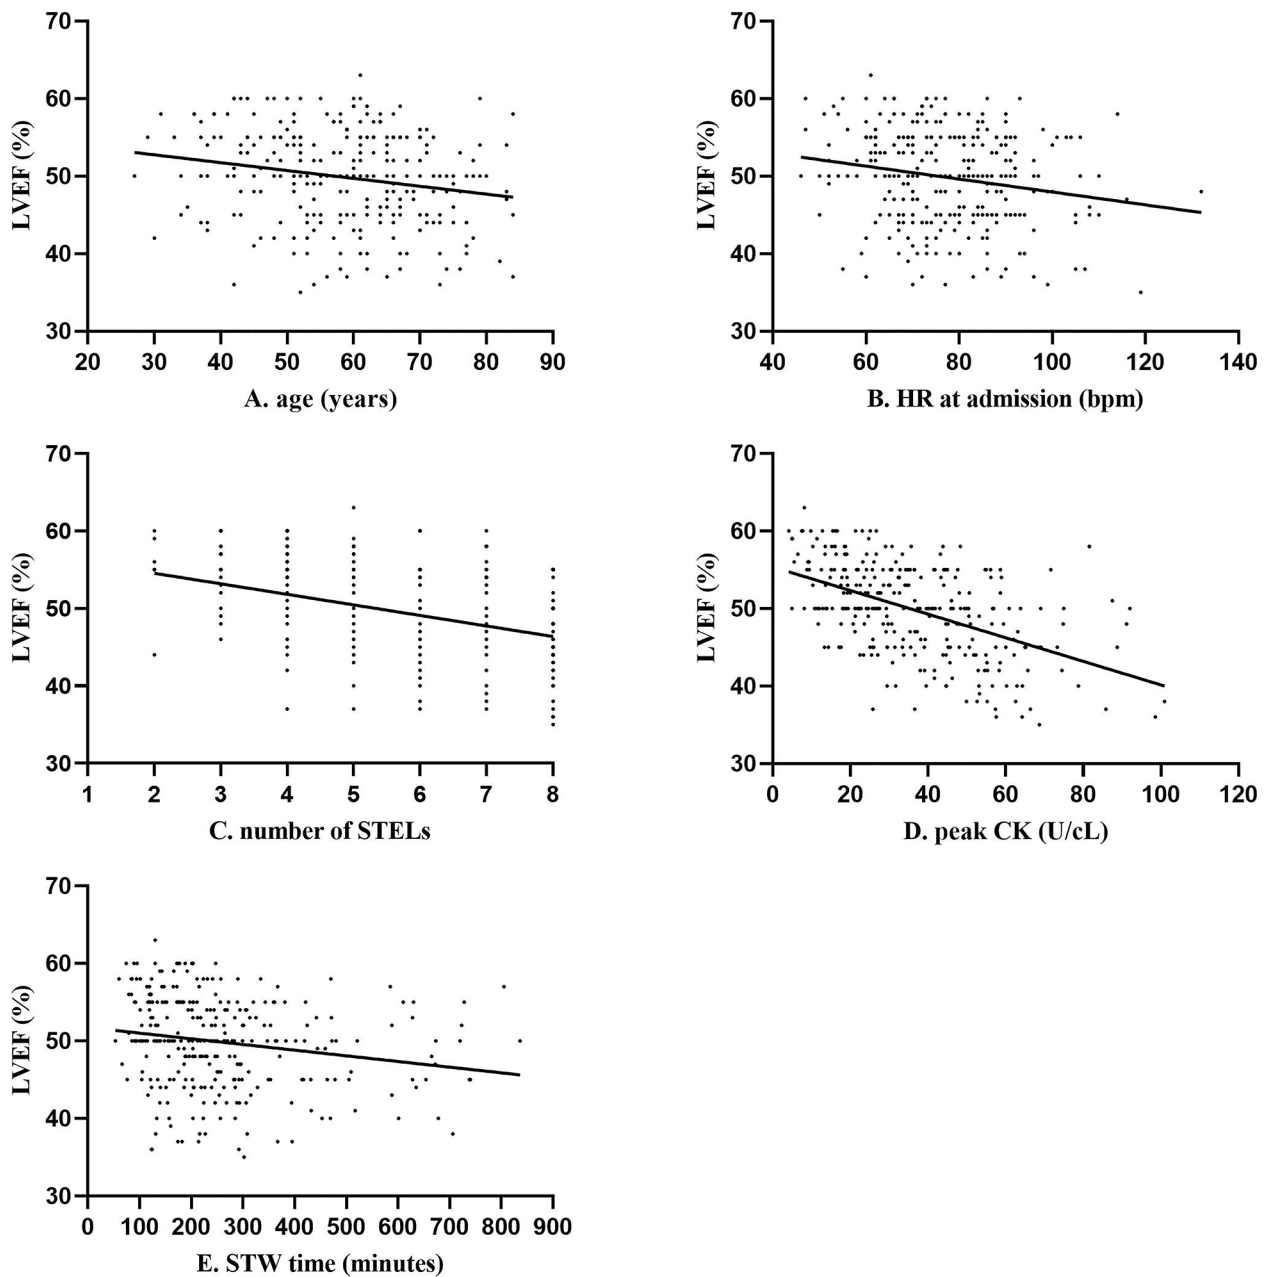 70
60
50
40
30
LVEF (%)
20 30 40 50 60 70 80 90
A. age (years)
70
60
50
40
30
LVEF (%)
40 60 80 100 120 140
B. HR at admission (bpm)
70
60
50
40
30
LVEF (%)
1 2 3 4 5 6 7 8
C. number of STELs
70
60
50
40
30
LVEF (%)
0 20 40 60 80 100 120
D. peak CK (U/cL)
70
60
50
40
30
LVEF (%)
0 100 200 300 400 500 600 700 800 900
E. STW time (minutes)